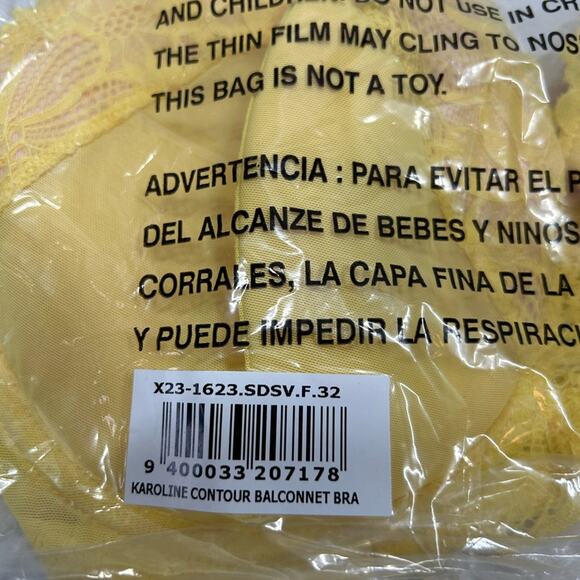 AND CHILDREN. DO NOT USE IN
THE THIN FILM MAY CLING TO
THIS BAG IS NOT A TOY.
ADVERTENCIA : PARA EVITAR EL
DEL ALCANZE DE BEBES Y NINOS
CORRALES, LA CAPA FINA DE LA
Y PUEDE IMPEDIR LA
X23-1623.SDSV.F.32
9 400033 207178
KAROLINE CONTOUR BALCONNET BRA